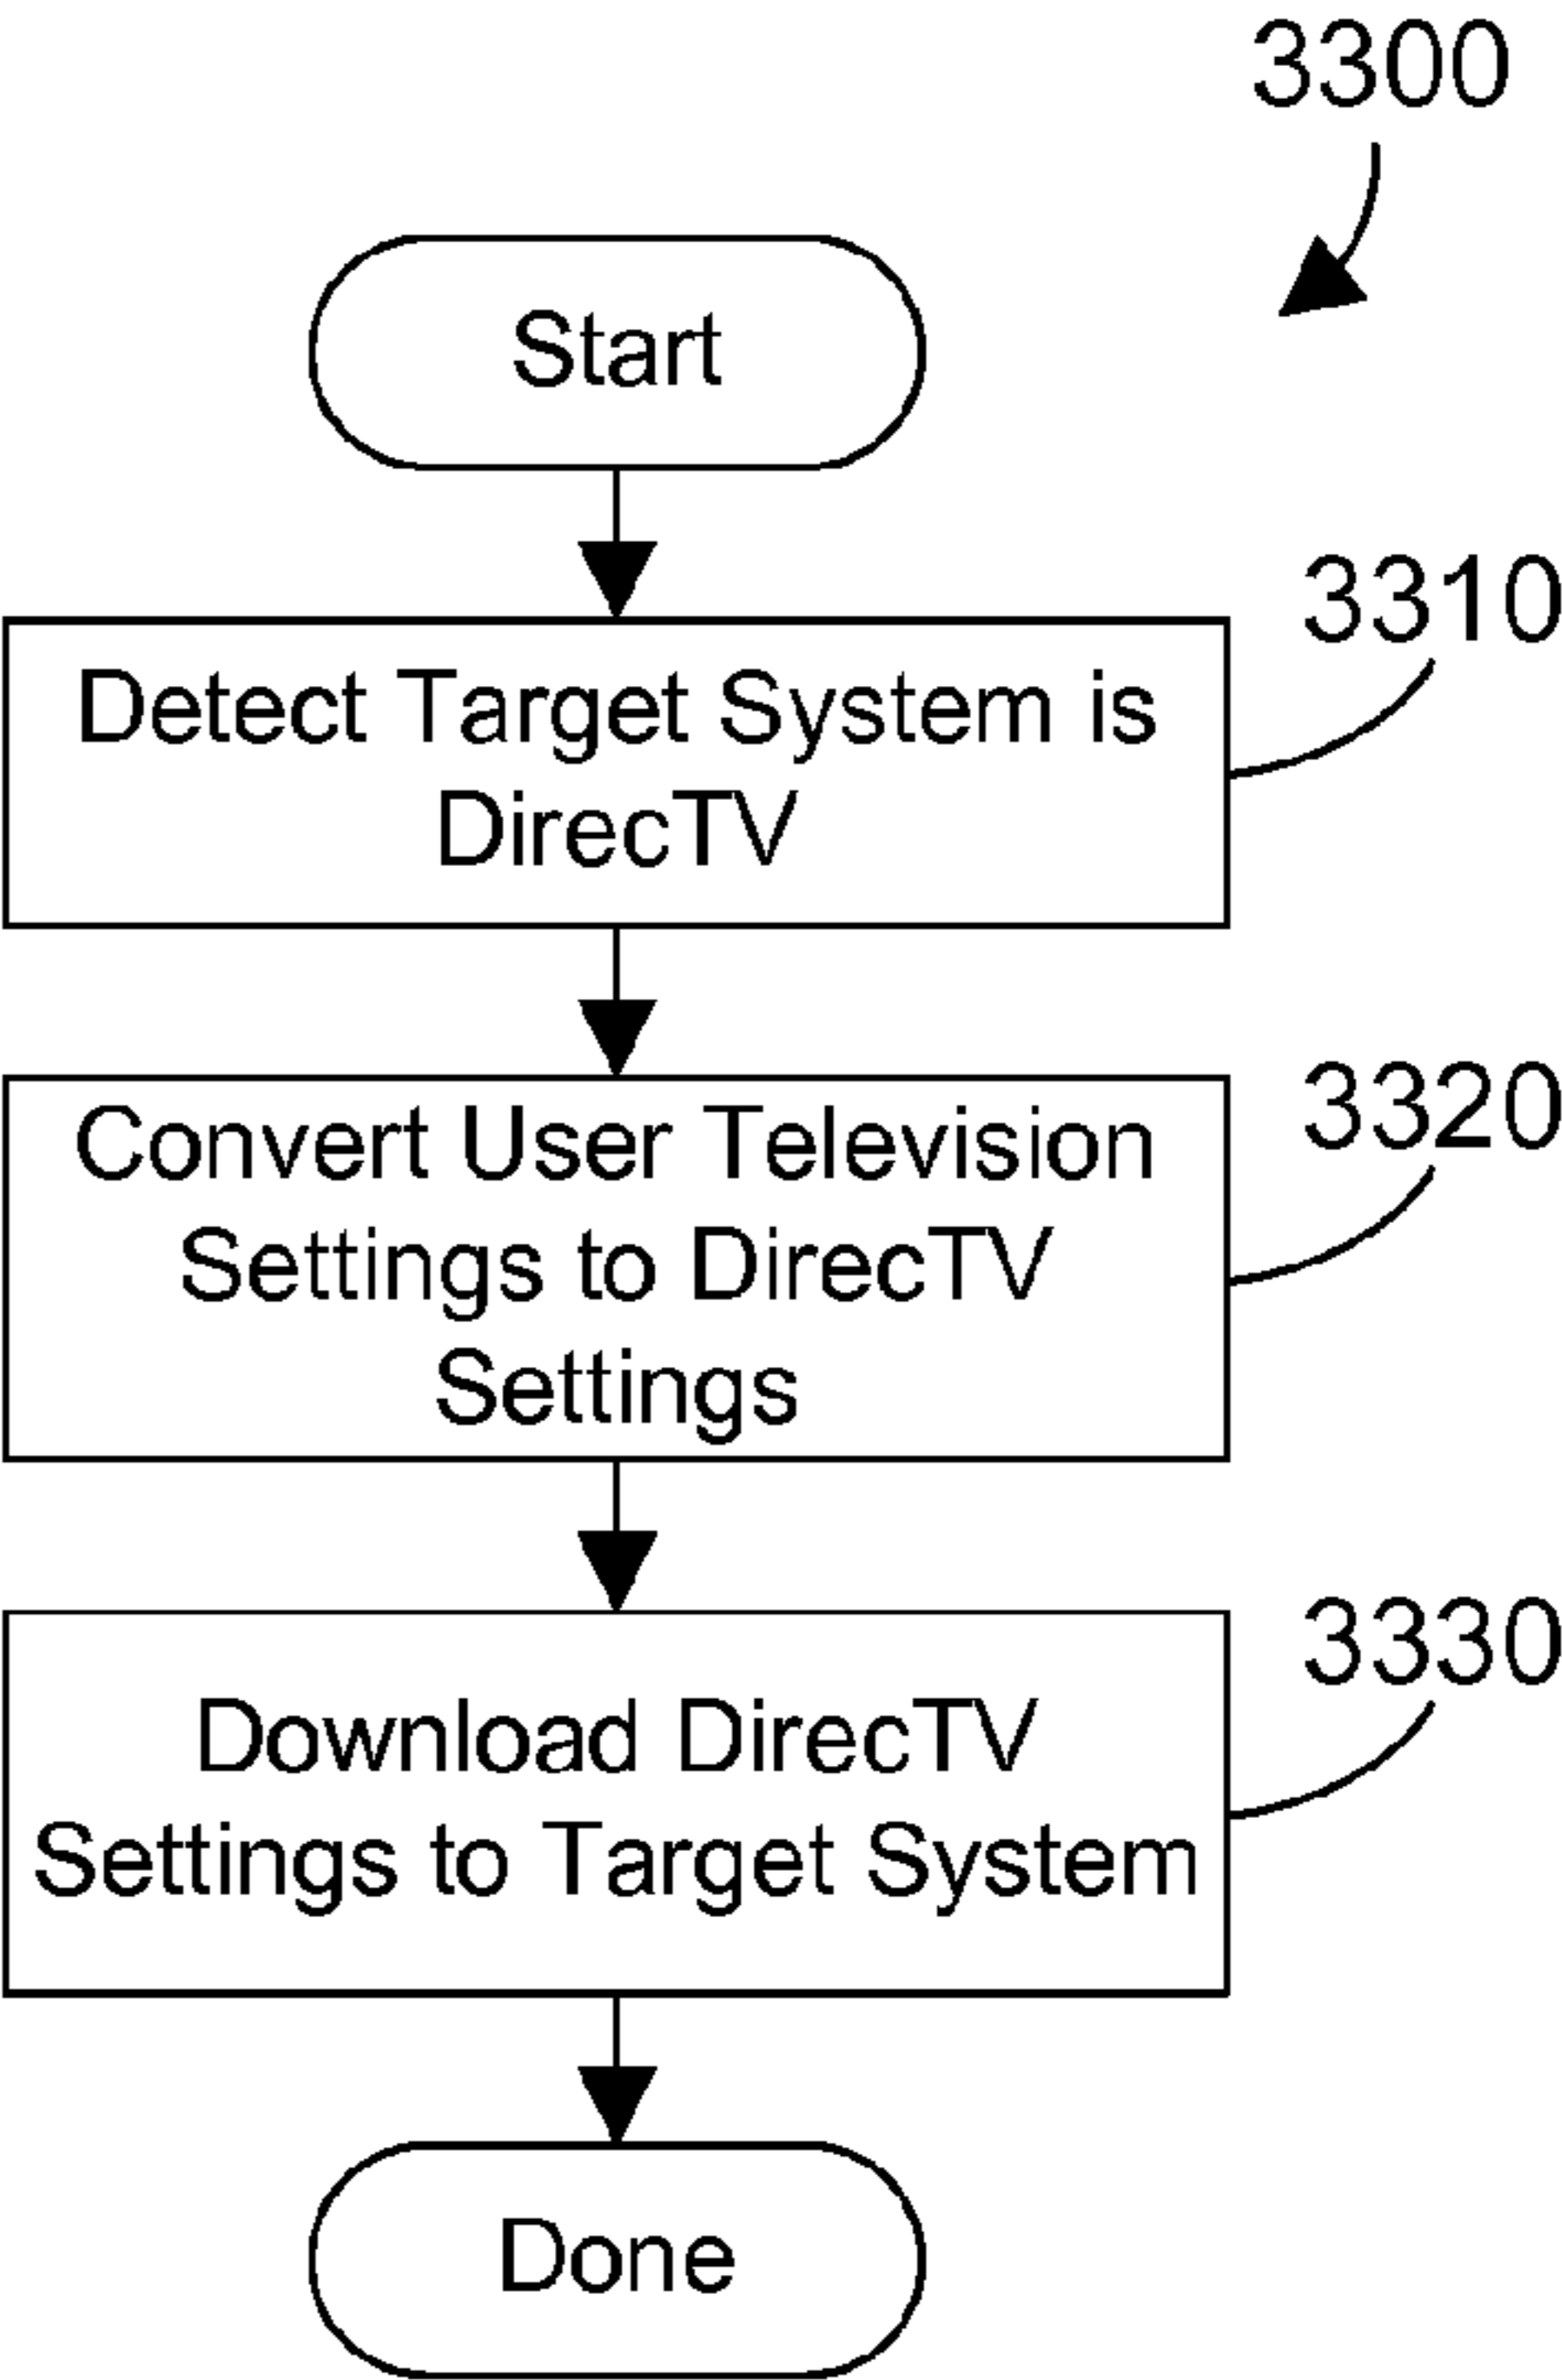 3300
Start
3310
Detect Target System is
DirecTV
3320
Convert User Television
Settings to DirecTV
Settings
3330
Download DirecTV
Settings to Target System
Done